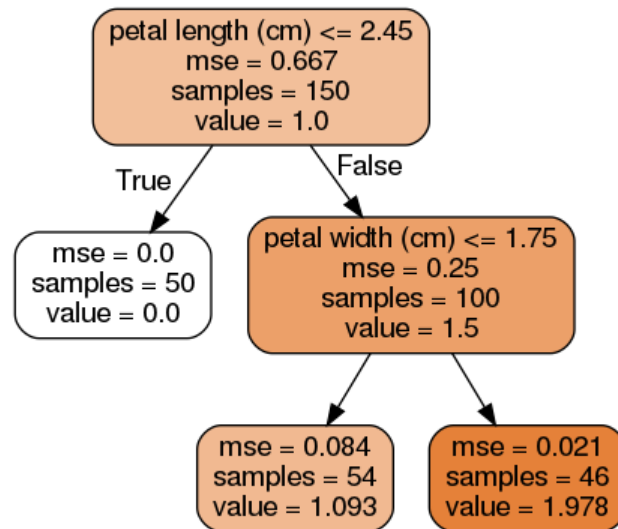 petal length (cm) <= 2.45
mse = 0.667
samples = 150
value = 1.0
True
False
mse = 0.0
samples = 50
value = 0.0
petal width (cm) <= 1.75
mse = 0.25
samples = 100
value = 1.5
mse = 0.084
samples = 54
value = 1.093
mse = 0.021
samples = 46
value = 1.978